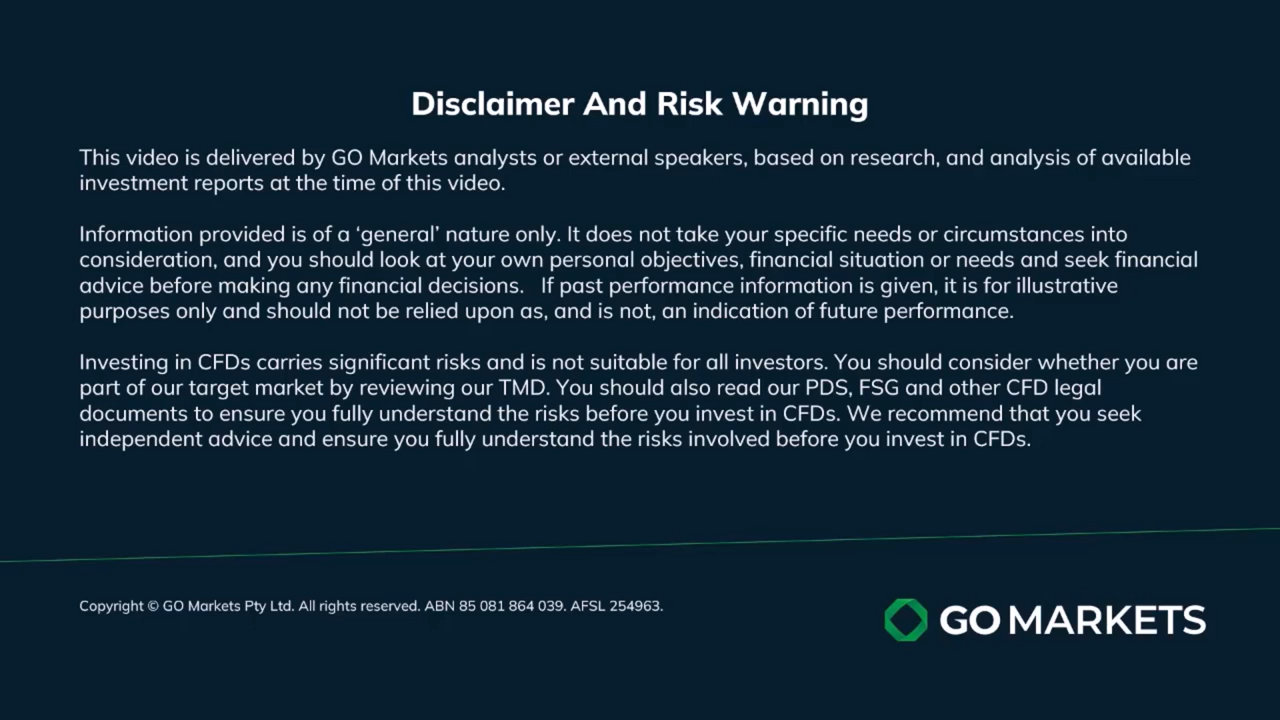 Disclaimer And Risk Warning
This video is delivered by GO Markets analysts or external speakers, based on research, and analysis of available
investment reports at the time of this video.
Information provided is of a ‘general’ nature only. It does not take your specific needs or circumstances into
consideration, and you should look at your own personal objectives, financial situation or needs and seek financial
advice before making any financial decisions.   If past performance information is given, it is for illustrative
purposes only and should not be relied upon as, and is not, an indication of future performance.
Investing in CFDs carries significant risks and is not suitable for all investors. You should consider whether you are
part of our target market by reviewing our TMD. You should also read our PDS, FSG and other CFD legal
documents to ensure you fully understand the risks before you invest in CFDs. We recommend that you seek
independent advice and ensure you fully understand the risks involved before you invest in CFDs.
Copyright © GO Markets Pty Ltd. All rights reserved. ABN 85 081 864 039. AFSL 254963.
GO MARKETS